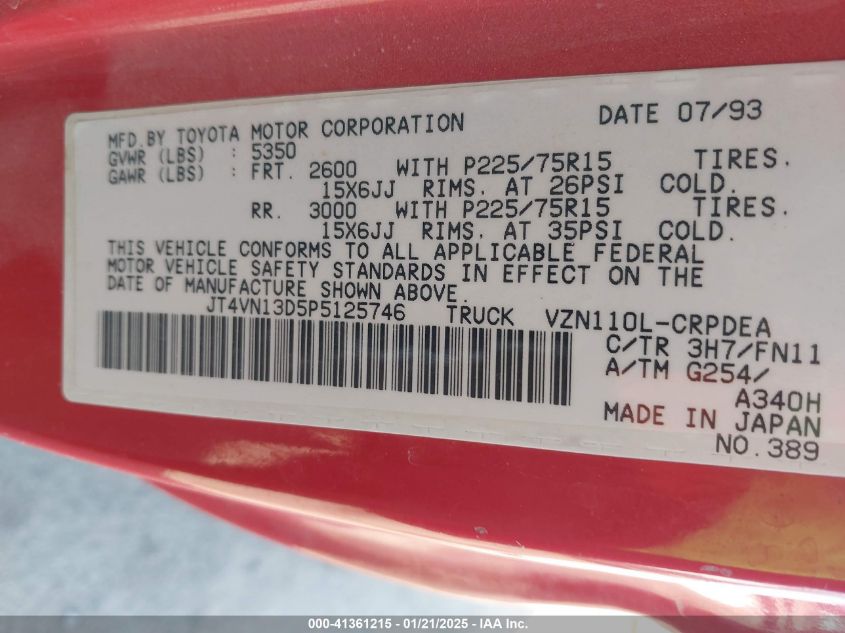 MFD.BY TOYOTA MOTOR CORPORATION DATE 07/93
GVWR (LBS) : 5350
GAWR (LBS) : FRT. 2600 WITH P225/75R15 TIRES.
15X6JJ RIMS. AT 26PSI COLD.
RR. 3000 WITH P225/75R15 TIRES.
15X6JJ RIMS. AT 35PSI COLD.
THIS VEHICLE CONFORMS TO ALL APPLICABLE FEDERAL
MOTOR VEHICLE SAFETY STANDARDS IN EFFECT ON THE
DATE OF MANUFACTURE SHOWN ABOVE.
JT4VN13D5P5125746 TRUCK VZN110L-CRPDEA
C/TR 3H7/FN11
A/TM G254/
A340H
MADE IN JAPAN
NO.389
000-41361215 - 01/21/2025 - IAA Inc.